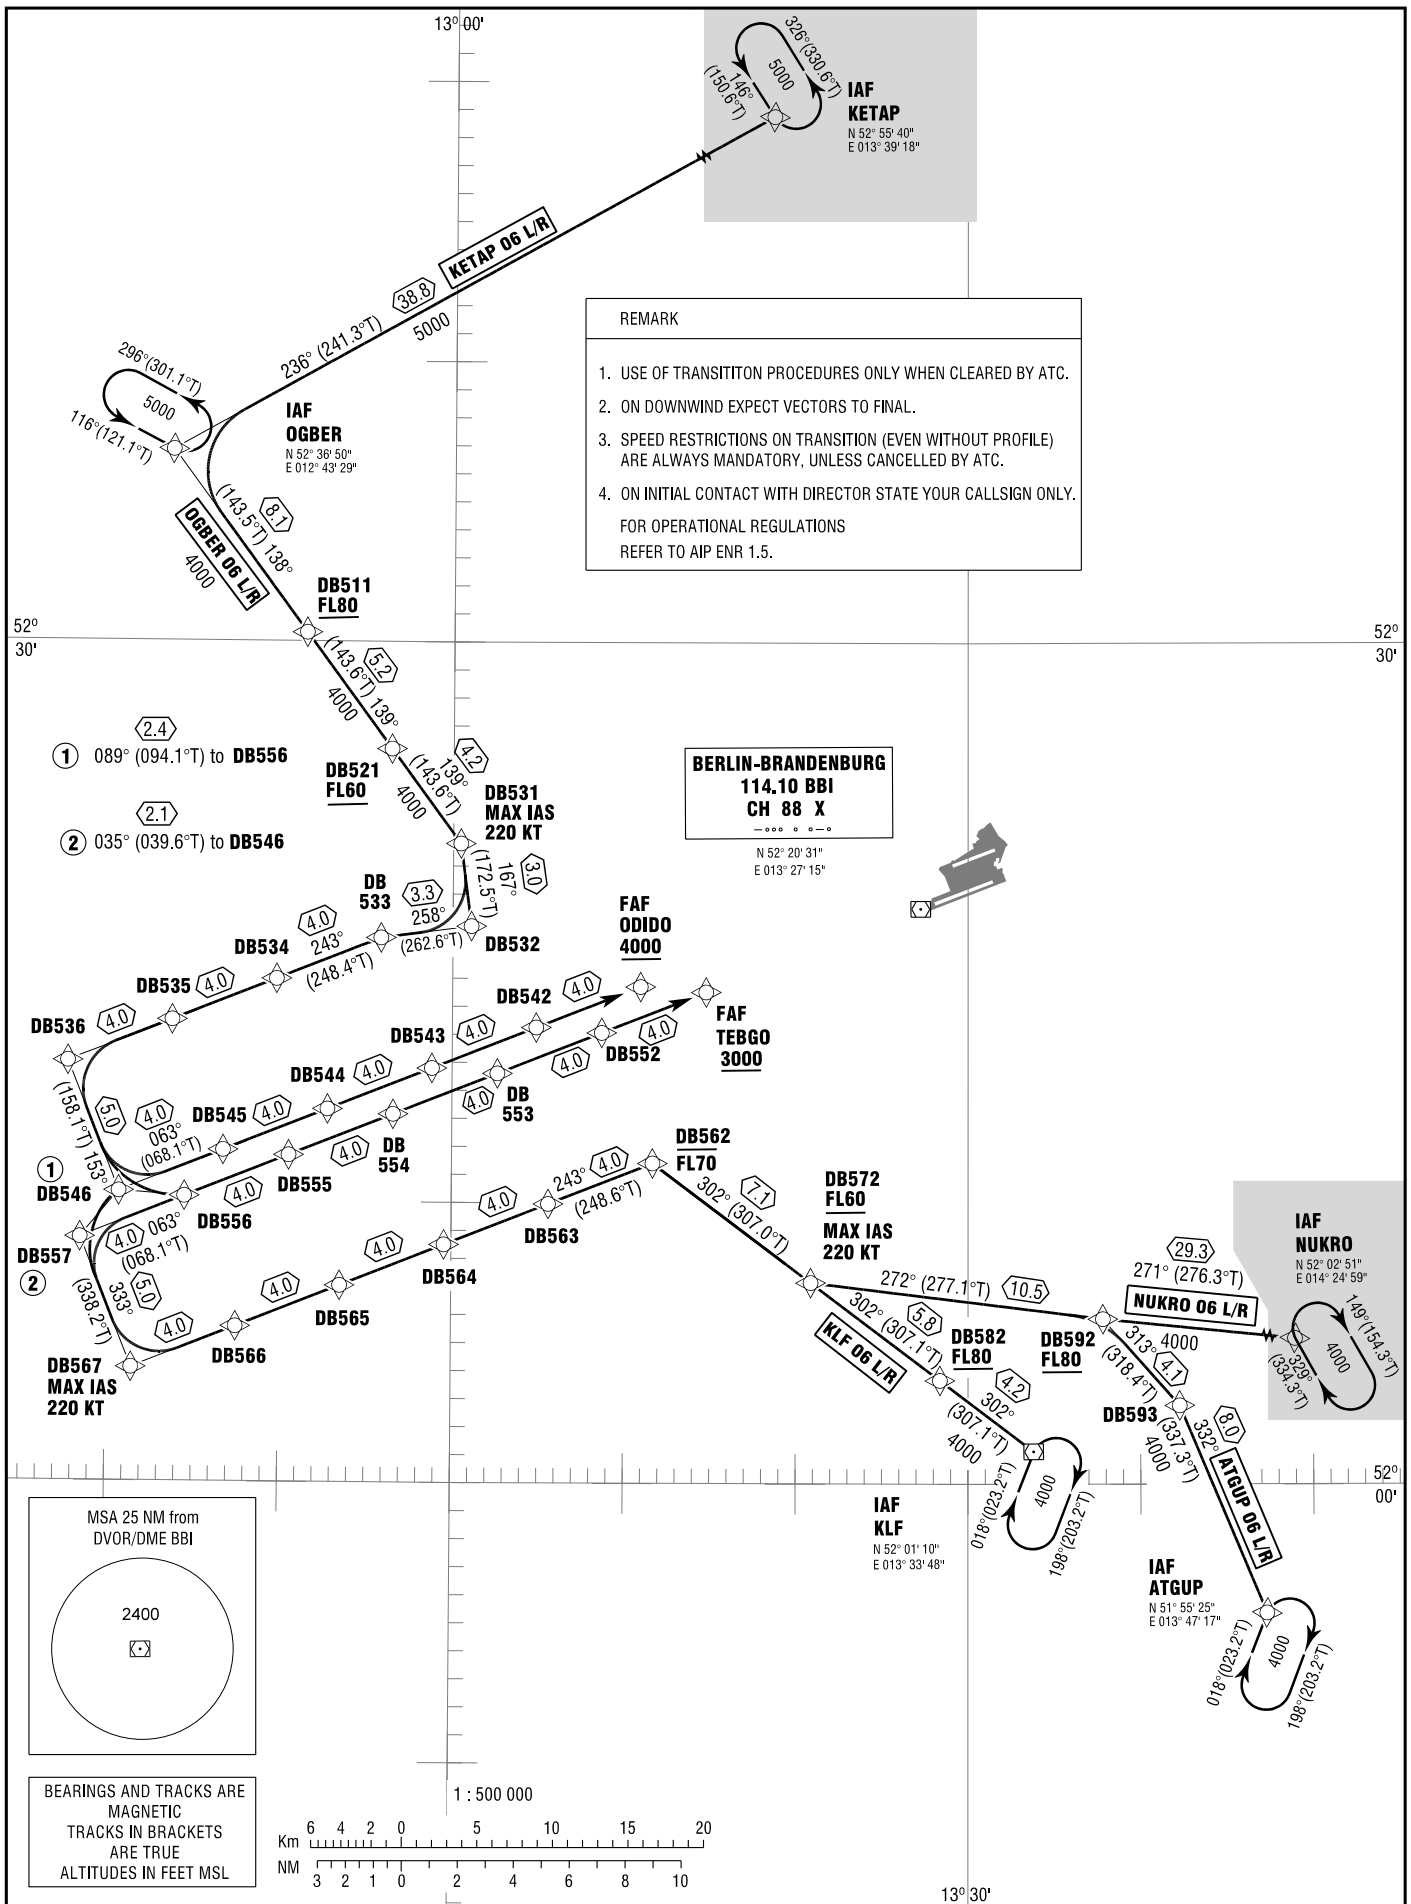 13° 00'
326°(330.6°T)
5000
146°
(150.6°T)
IAF
KETAP
N 52° 55' 40"
E 013° 39' 18"
KETAP 06 L/R
38.8
236° (241.3°T)
5000
REMARK
1. USE OF TRANSITITON PROCEDURES ONLY WHEN CLEARED BY ATC.
2. ON DOWNWIND EXPECT VECTORS TO FINAL.
3. SPEED RESTRICTIONS ON TRANSITION (EVEN WITHOUT PROFILE)
ARE ALWAYS MANDATORY, UNLESS CANCELLED BY ATC.
4. ON INITIAL CONTACT WITH DIRECTOR STATE YOUR CALLSIGN ONLY.
FOR OPERATIONAL REGULATIONS
REFER TO AIP ENR 1.5.
296°(301.1°T)
5000
116°(121.1°T)
IAF
OGBER
N 52° 36' 50"
E 012° 43' 29"
8.1
(143.5°T) 138°
OGBER 06 L/R
4000
DB511
FL80
52°
30'
52°
30'
5.2
(143.6°T) 139°
4000
2.4
1 089° (094.1°T) to DB556
2.1
2 035° (039.6°T) to DB546
DB521
FL60
4.2
139°
(143.6°T)
4000
DB531
MAX IAS
220 KT
BERLIN-BRANDENBURG
114.10 BBI
CH 88 X
N 52° 20' 31"
E 013° 27' 15"
3.0
167°
(172.5°T)
DB
533
3.3
258°
(262.6°T)
DB532
FAF
ODIDO
4000
DB534
4.0
243°
(248.4°T)
DB535
4.0
DB536
4.0
DB542
4.0
FAF
TEBGO
3000
DB543
4.0
DB552
4.0
DB544
4.0
4.0
DB
553
DB545
4.0
4.0
DB
554
5.0
(158.1°T) 153°
4.0
063°
(068.1°T)
4.0
DB555
1
DB546
4.0
DB556
DB557
2
063°
4.0
(068.1°T)
5.0
333°
(338.2°T)
DB562
FL70
243°
4.0
(248.6°T)
DB563
4.0
DB564
4.0
DB565
4.0
DB566
4.0
DB567
MAX IAS
220 KT
7.1
302° (307.0°T)
DB572
FL60
MAX IAS
220 KT
272° (277.1°T)
10.5
29.3
271° (276.3°T)
NUKRO 06 L/R
4000
IAF
NUKRO
N 52° 02' 51"
E 014° 24' 59"
149°(154.3°T)
4000
329°
(334.3°T)
5.8
302° (307.1°T)
KLF 06 L/R
DB582
FL80
DB592
FL80
313°
4.1
(318.4°T)
4.2
302°
(307.1°T)
4000
DB593
8.0
332°
(337.3°T)
4000
ATGUP 06 L/R
52°
00'
IAF
KLF
N 52° 01' 10"
E 013° 33' 48"
018°(023.2°T)
4000
198°(203.2°T)
IAF
ATGUP
N 51° 55' 25"
E 013° 47' 17"
018°(023.2°T)
4000
198°(203.2°T)
MSA 25 NM from
DVOR/DME BBI
2400
BEARINGS AND TRACKS ARE
MAGNETIC
TRACKS IN BRACKETS
ARE TRUE
ALTITUDES IN FEET MSL
1 : 500 000
Km 6 4 2 0 5 10 15 20
NM 3 2 1 0 2 4 6 8 10
13° 30'